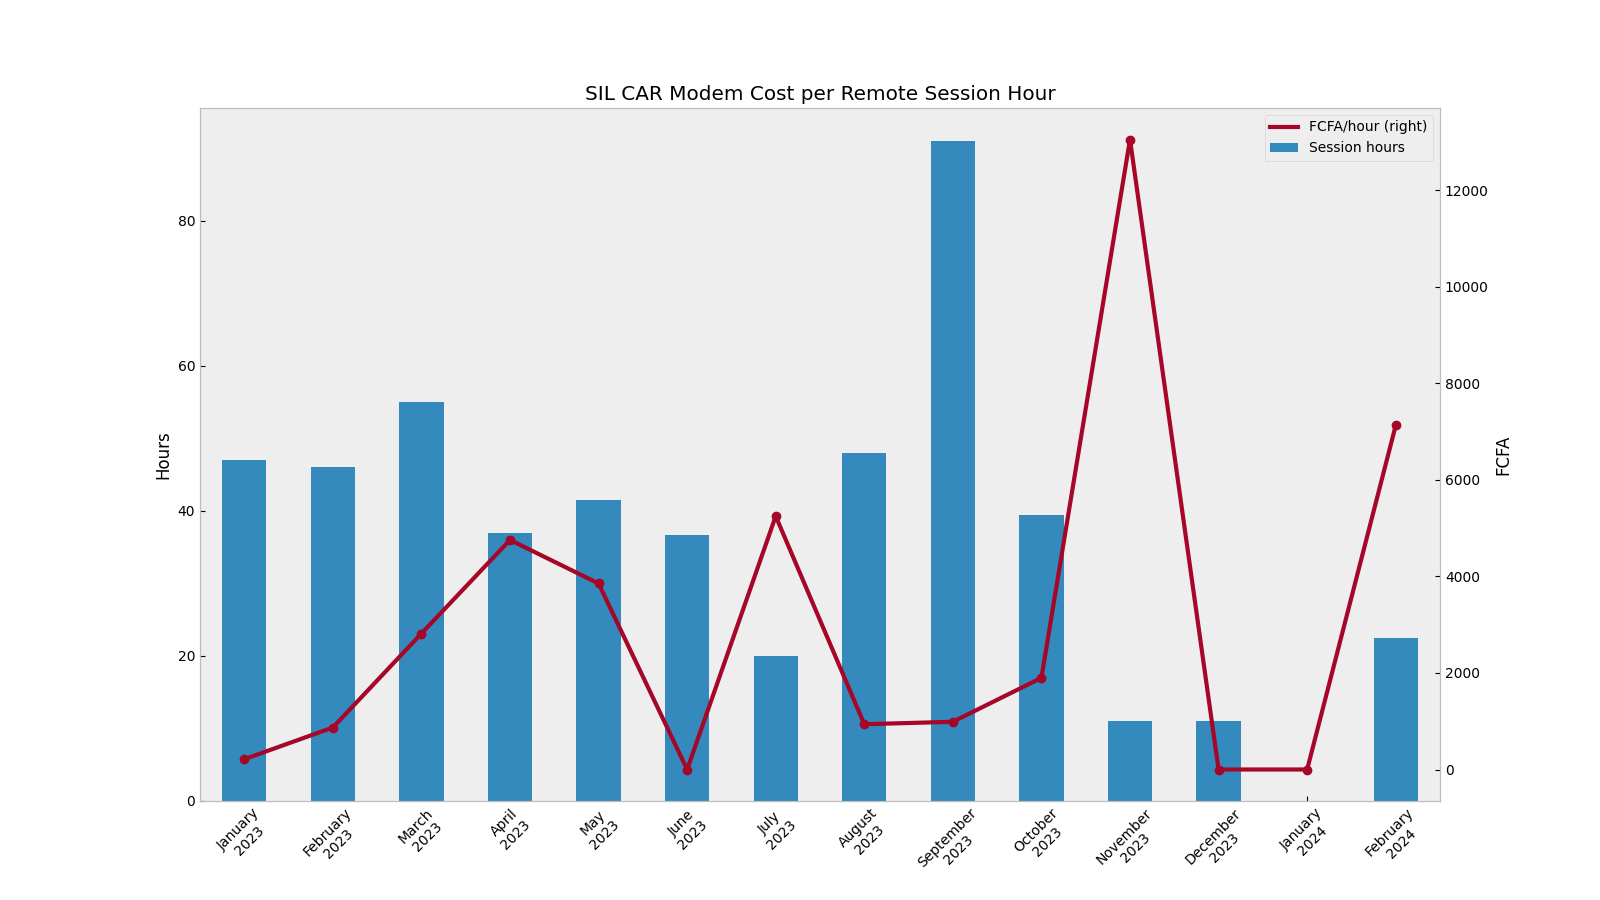 SIL CAR Modem Cost per Remote Session Hour
FCFA/hour (right)
Session hours
Hours
80
60
40
20
0
FCFA
12000
10000
8000
6000
4000
2000
0
January
2023
February
2023
March
2023
April
2023
May
2023
June
2023
July
2023
August
2023
September
2023
October
2023
November
2023
December
2023
January
2024
February
2024